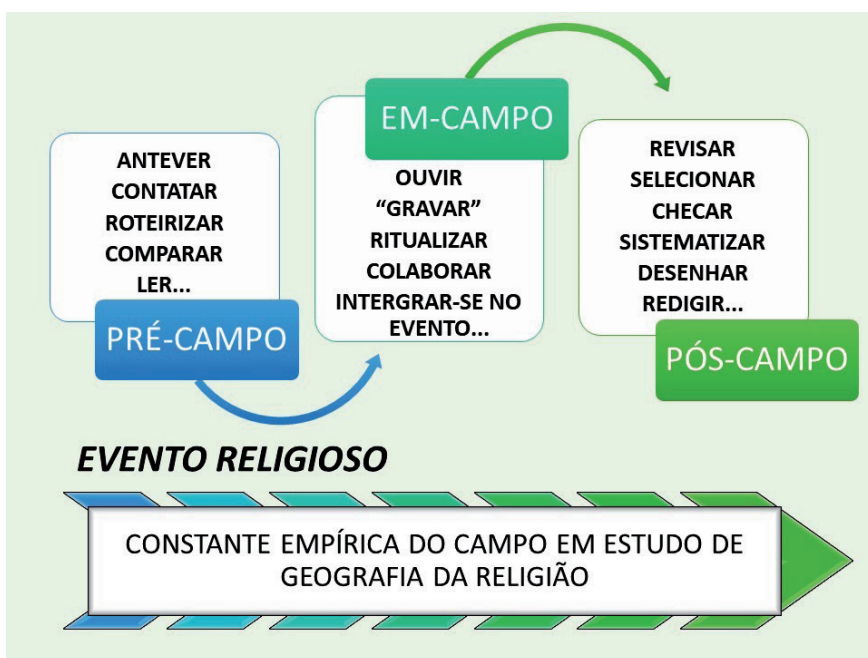 ANTEVER
CONTATAR
ROTEIRIZAR
COMPARAR
LER...
PRÉ-CAMPO
EM-CAMPO
OUVIR
“GRAVAR”
RITUALIZAR
COLABORAR
INTERGRAR-SE NO
EVENTO...
REVISAR
SELECIONAR
CHECAR
SISTEMATIZAR
DESENHAR
REDIGIR...
PÓS-CAMPO
EVENTO RELIGIOSO
CONSTANTE EMPÍRICA DO CAMPO EM ESTUDO DE
GEOGRAFIA DA RELIGIÃO